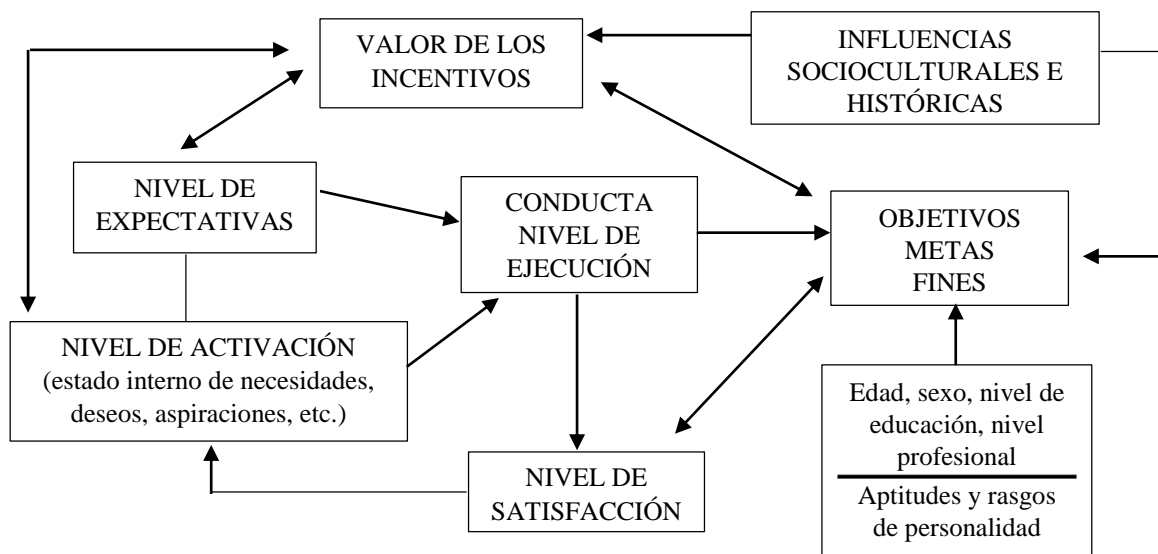 VALOR DE LOS
INCENTIVOS
INFLUENCIAS
SOCIOCULTURALES E
HISTÓRICAS
NIVEL DE
EXPECTATIVAS
CONDUCTA
NIVEL DE
EJECUCIÓN
OBJETIVOS
METAS
FINES
NIVEL DE ACTIVACIÓN
(estado interno de necesidades,
deseos, aspiraciones, etc.)
NIVEL DE
SATISFACCIÓN
Edad, sexo, nivel de
educación, nivel
profesional
Aptitudes y rasgos
de personalidad